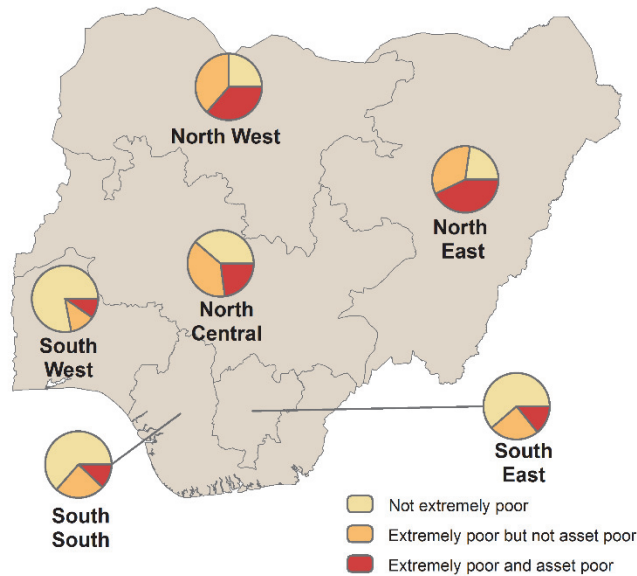 North West
North
East
North
Central
South
West
South
East
South
South
Not extremely poor
Extremely poor but not asset poor
Extremely poor and asset poor